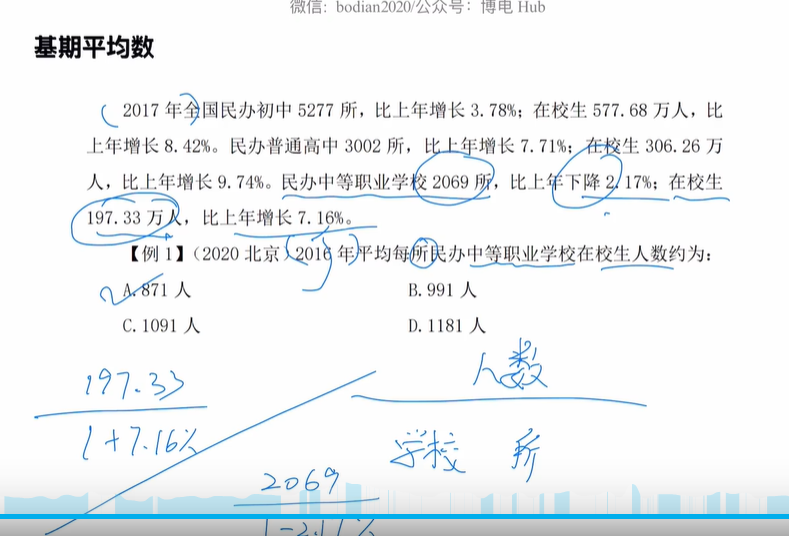 微信: bodian2020/公众号：博电 Hub
基期平均数
2017 年全国民办初中 5277 所，比上年增长 3.78%；在校生 577.68 万人，比
上年增长 8.42%。民办普通高中 3002 所，比上年增长 7.71%；在校生 306.26 万
人，比上年增长 9.74%。民办中等职业学校 2069 所，比上年下降 2.17%；在校生
197.33 万人，比上年增长 7.16%。
【例 1】（2020 北京）2016 年平均每所民办中等职业学校在校生人数约为：
A.871 人 B.991 人
C.1091 人 D.1181 人
197.33
1+7.16%
人数
学校 所
2069
1-2.17%